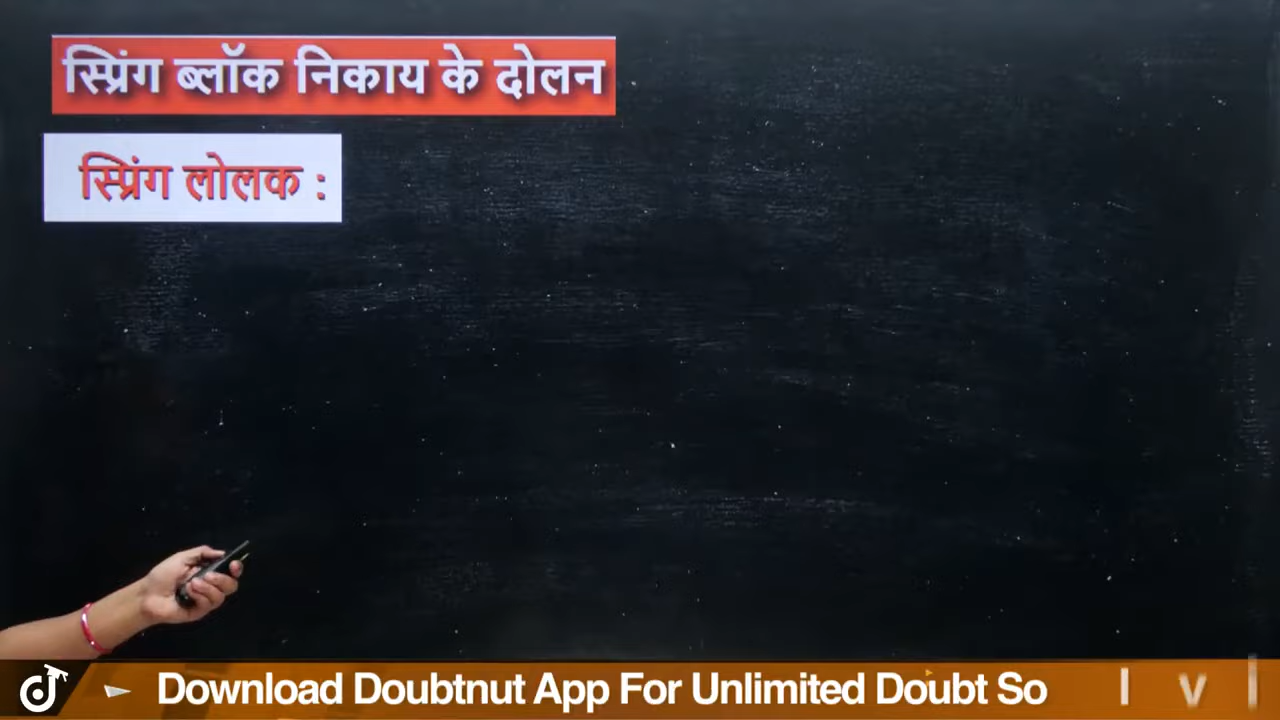 स्प्रिंग ब्लॉक निकाय के दोलन
स्प्रिंग लोलक :
Download Doubtnut App For Unlimited Doubt So